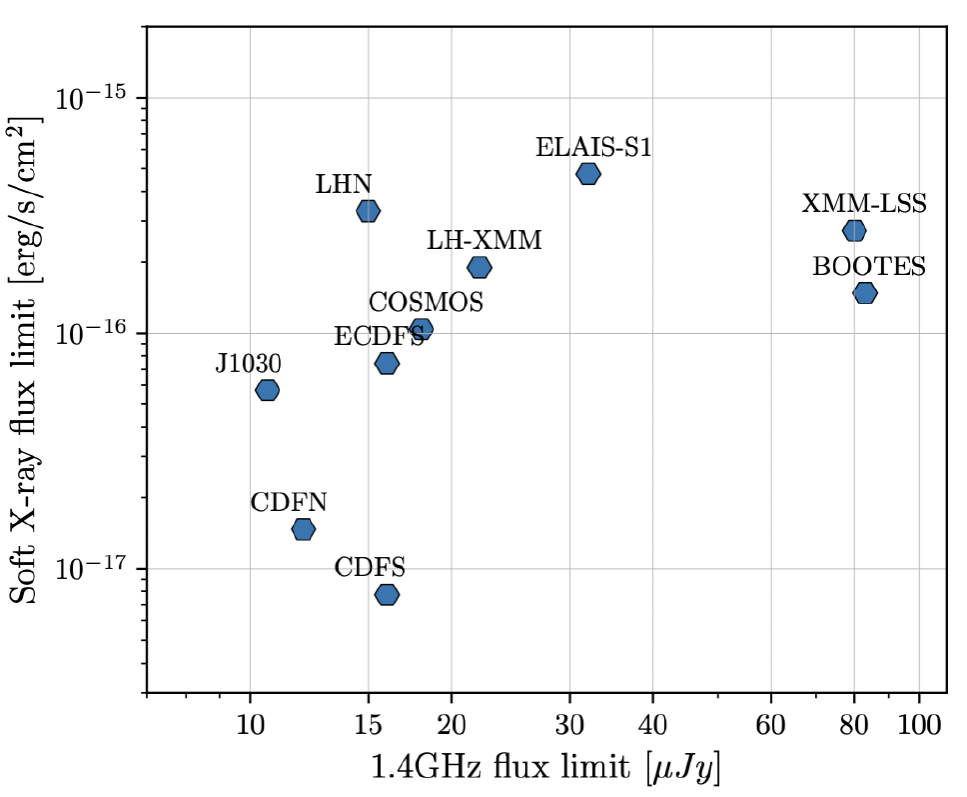 10^{-15}
ELAIS-S1
LHN
XMM-LSS
LH-XMM
BOOTES
COSMOS
10^{-16}
ECDFS
J1030
CDFN
10^{-17}
CDFS
Soft X-ray flux limit [erg/s/cm^2]
10 15 20 30 40 60 80 100
1.4GHz flux limit [μJy]